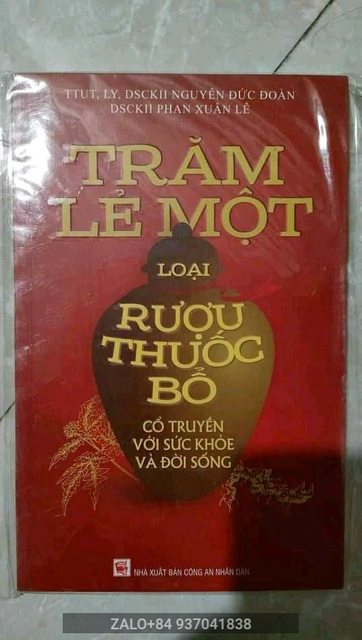 TTUT, LY, DSCKII NGUYỄN ĐỨC ĐOÀN
DSCKII PHAN XUÂN LỄ
TRĂM
LẺ MỘT
LOẠI
RƯỢU
THUỐC
BỔ
CỔ TRUYỀN
VỚI SỨC KHỎE
VÀ ĐỜI SỐNG
NHÀ XUẤT BẢN CÔNG AN NHÂN DÂN
ZALO+84 937041838